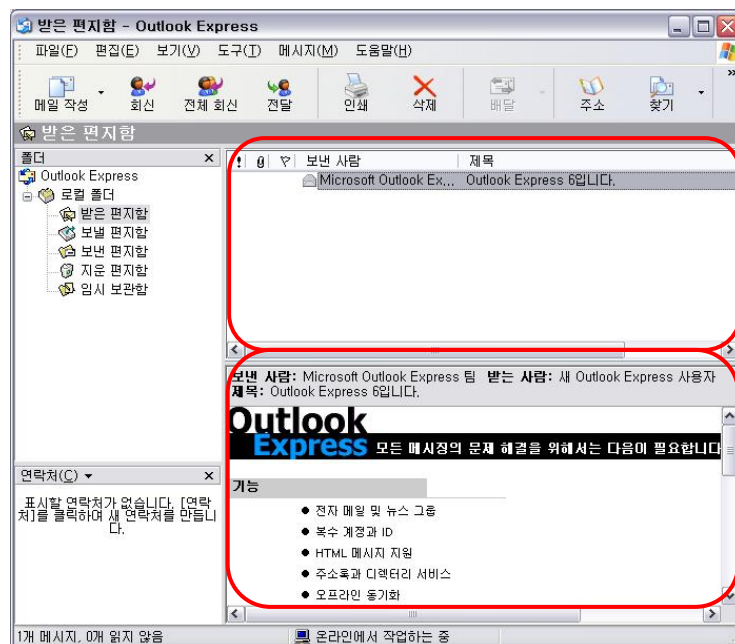 받은 편지함 - Outlook Express
파일(F) 편집(E) 보기(V) 도구(T) 메시지(M) 도움말(H)
메일 작성 회신 전체 회신 전달 인쇄 삭제 배달 주소 찾기
받은 편지함
폴더
Outlook Express
로컬 폴더
받은 편지함
보낼 편지함
보낸 편지함
지운 편지함
임시 보관함
연락처(C)
표시할 연락처가 없습니다. [연락
처]를 클릭하여 새 연락처를 만듭니
다.
! 보낸 사람 제목
Microsoft Outlook Ex... Outlook Express 6입니다.
보낸 사람: Microsoft Outlook Express 팀 받는 사람: 새 Outlook Express 사용자
제목: Outlook Express 6입니다.
Outlook
Express 모든 메시징의 문제 해결을 위해서는 다음이 필요합니다
기능
● 전자 메일 및 뉴스 그룹
● 복수 계정과 ID
● HTML 메시지 지원
● 주소록과 디렉터리 서비스
● 오프라인 동기화
1개 메시지, 0개 읽지 않음 온라인에서 작업하는 중